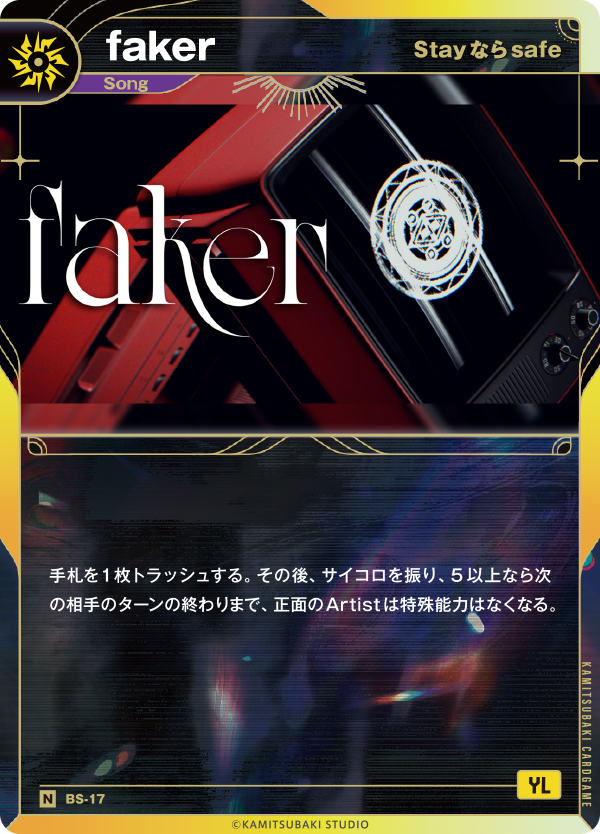 faker
Stayならsafe
Song
faker
手札を1枚トラッシュする。その後、サイコロを振り、5以上なら次
の相手のターンの終わりまで、正面のArtistは特殊能力はなくなる。
KAMITSUBAKI CARDGAME
YL
N BS-17
©KAMITSUBAKI STUDIO